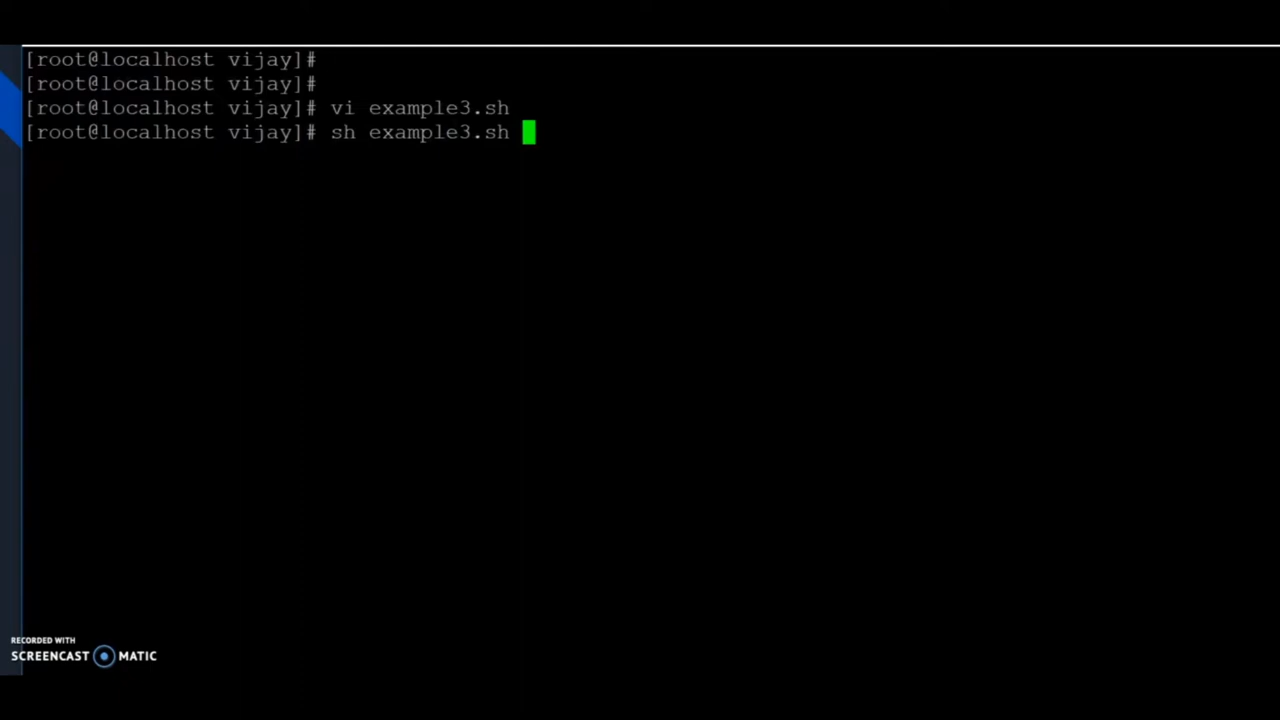 [root@localhost vijay]#
[root@localhost vijay]#
[root@localhost vijay]# vi example3.sh
[root@localhost vijay]# sh example3.sh
RECORDED WITH
SCREENCAST MATIC